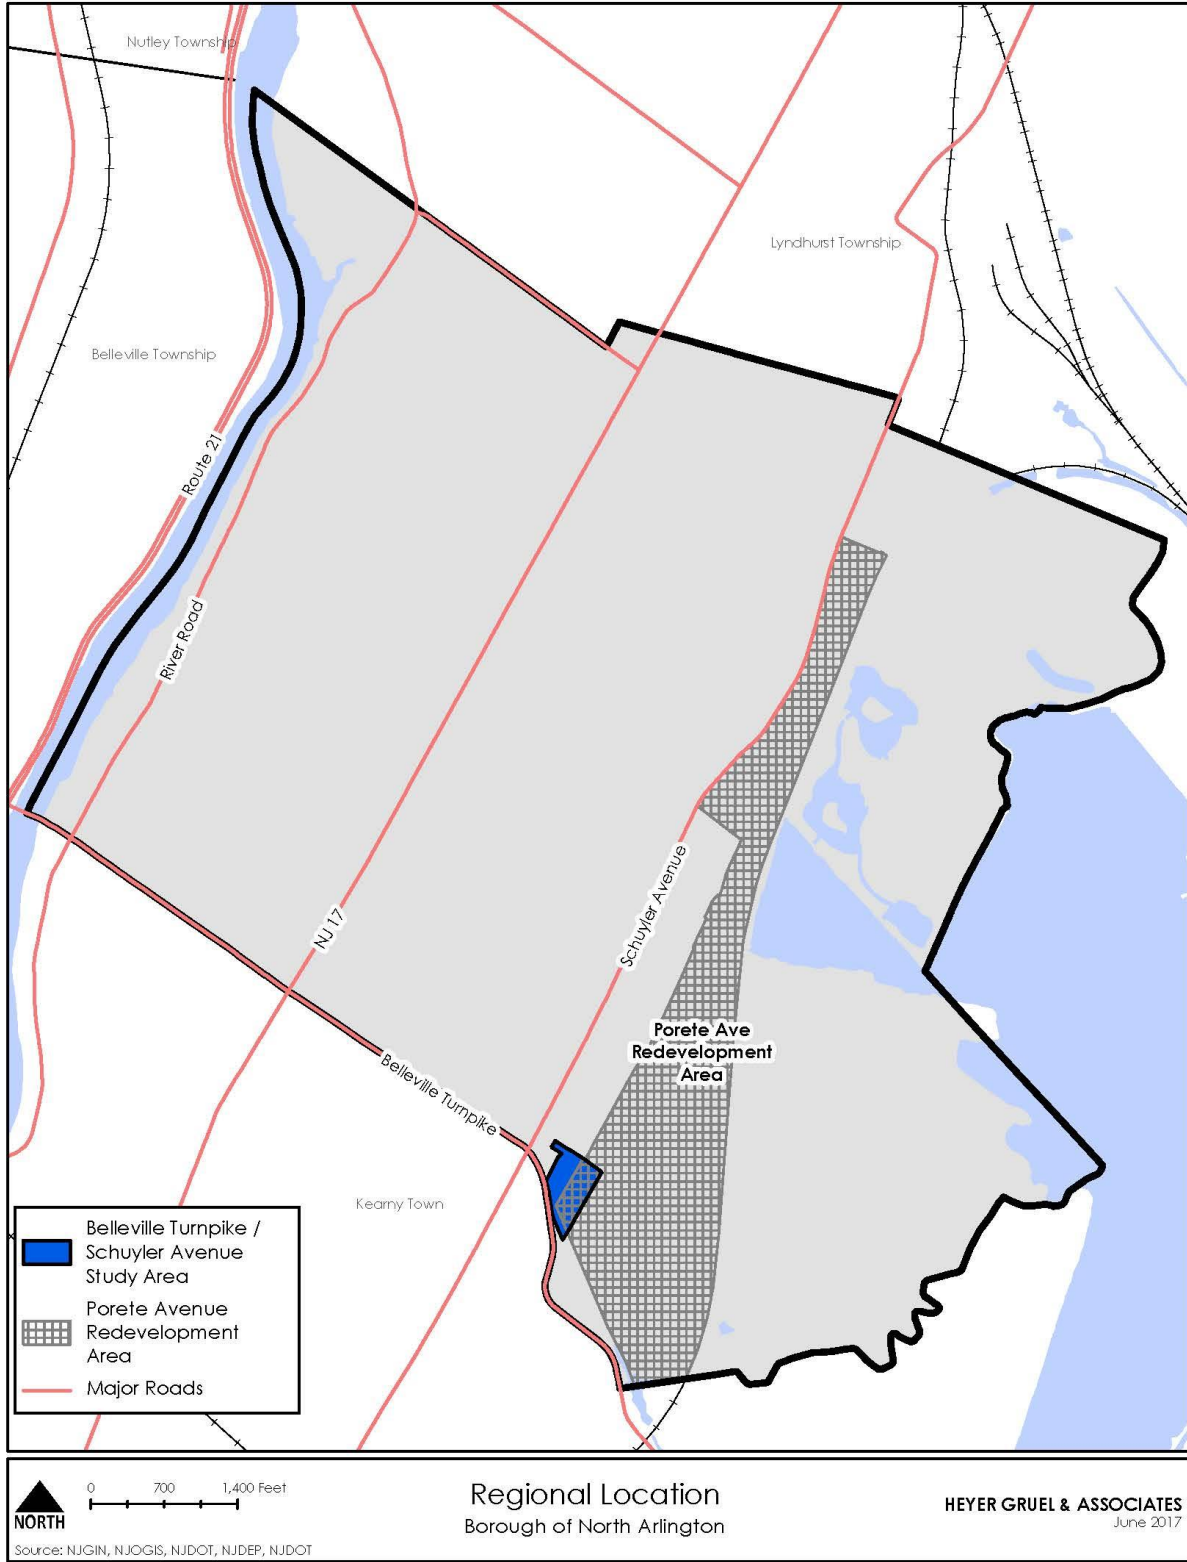 Nutley Township
Lyndhurst Township
Belleville Township
Route 21
River Road
NJ 17
Schuyler Avenue
Porete Ave
Redevelopment
Area
Belleville Turnpike
Kearny Town
Belleville Turnpike /
Schuyler Avenue
Study Area
Porete Avenue
Redevelopment
Area
Major Roads
NORTH
0 700 1,400 Feet
Source: NJGIN, NJOGIS, NJDOT, NJDEP, NJDOT
Regional Location
Borough of North Arlington
HEYER GRUEL & ASSOCIATES
June 2017